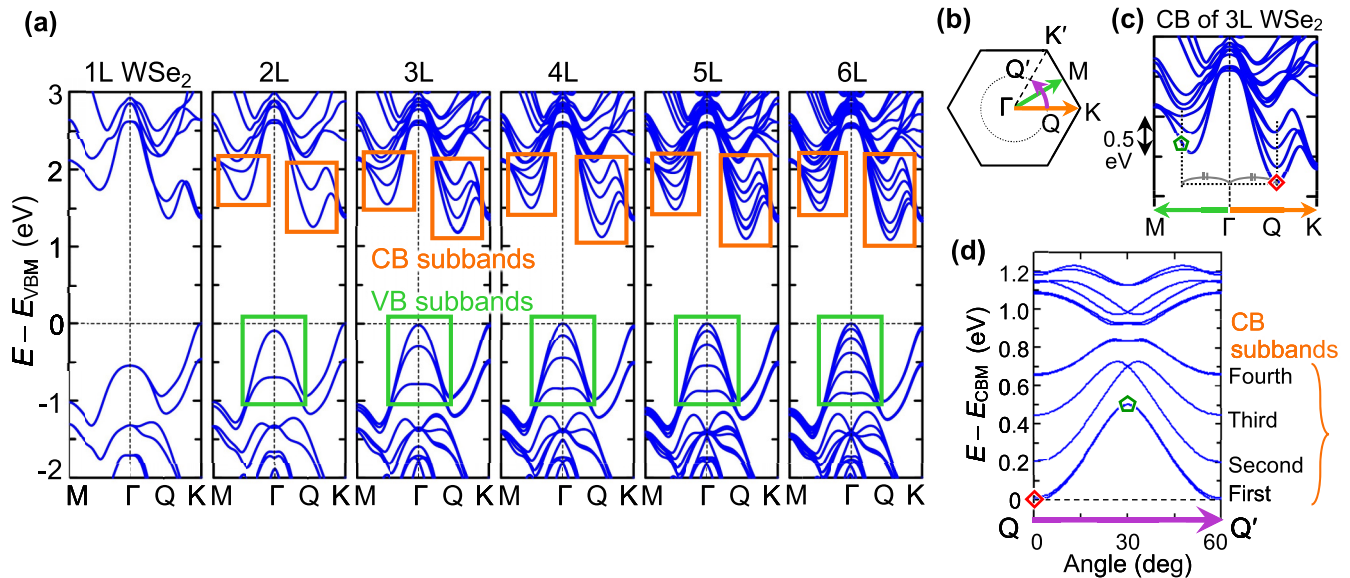 (a)
1L WSe2
2L
3L
4L
5L
6L
E − EVBM (eV)
3
2
1
0
-1
-2
CB subbands
VB subbands
M Γ Q K
M Γ Q K
M Γ Q K
M Γ Q K
M Γ Q K
M Γ Q K
(b)
K′
Q′
M
Γ
Q
K
(c)
CB of 3L WSe2
0.5
eV
M Γ Q K
(d)
E − ECBM (eV)
1.2
1.0
0.8
0.6
0.4
0.2
0
CB
subbands
Fourth
Third
Second
First
Q
Q′
0 30 60
Angle (deg)